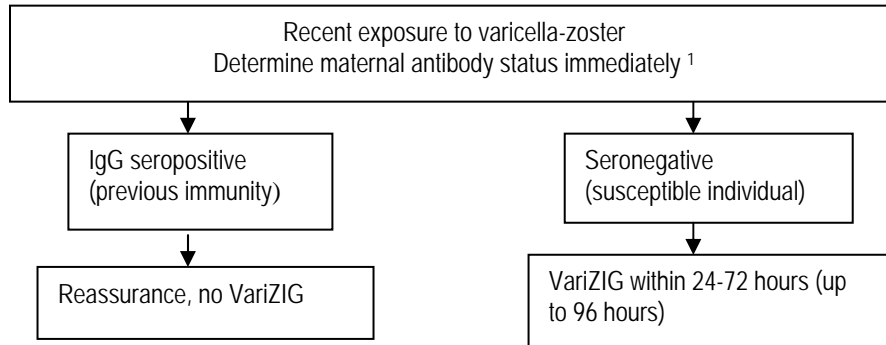 Recent exposure to varicella-zoster
Determine maternal antibody status immediately ¹
IgG seropositive
(previous immunity)
Seronegative
(susceptible individual)
Reassurance, no VariZIG
VariZIG within 24-72 hours (up
to 96 hours)